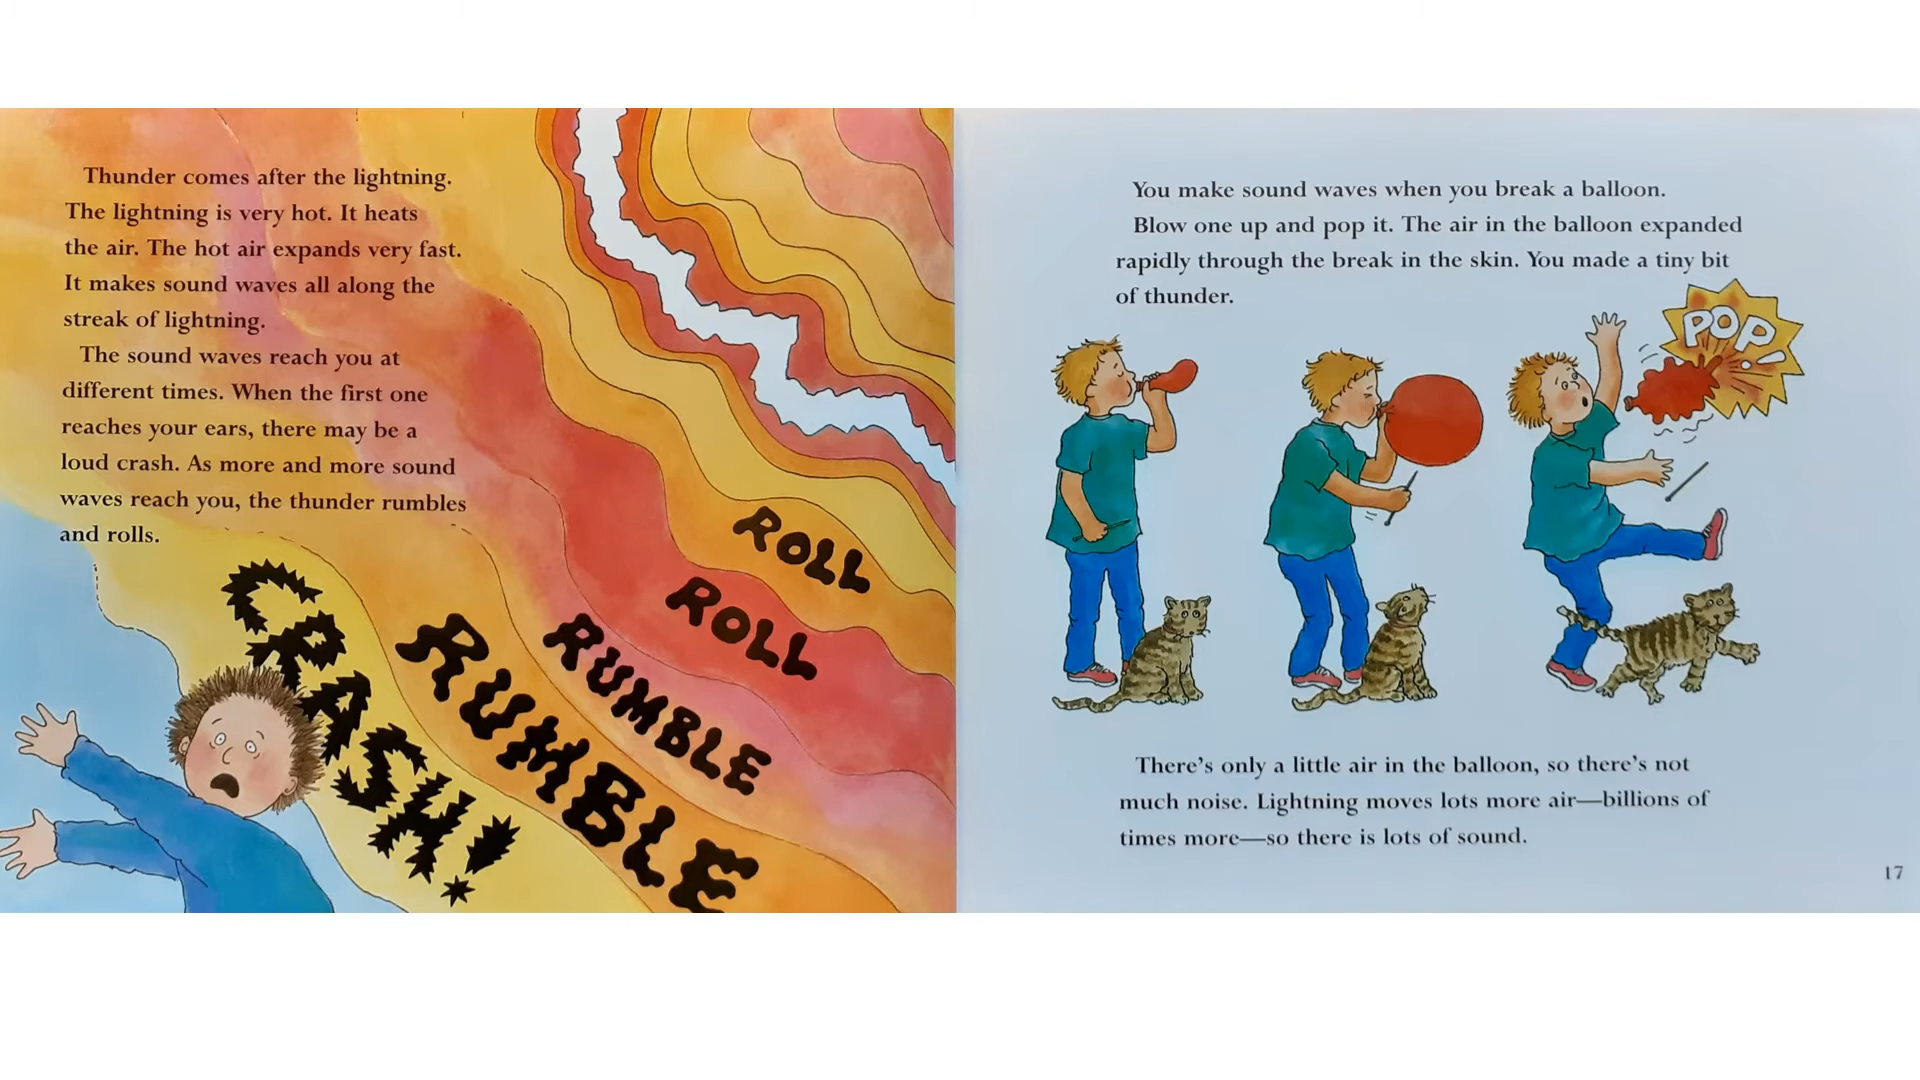 Thunder comes after the lightning.
The lightning is very hot. It heats
the air. The hot air expands very fast.
It makes sound waves all along the
streak of lightning.
The sound waves reach you at
different times. When the first one
reaches your ears, there may be a
loud crash. As more and more sound
waves reach you, the thunder rumbles
and rolls.
CRASH!
RUMBLE
RUMBLE
ROLL
ROLL
You make sound waves when you break a balloon.
Blow one up and pop it. The air in the balloon expanded
rapidly through the break in the skin. You made a tiny bit
of thunder.
POP!
There's only a little air in the balloon, so there's not
much noise. Lightning moves lots more air—billions of
times more—so there is lots of sound.
17